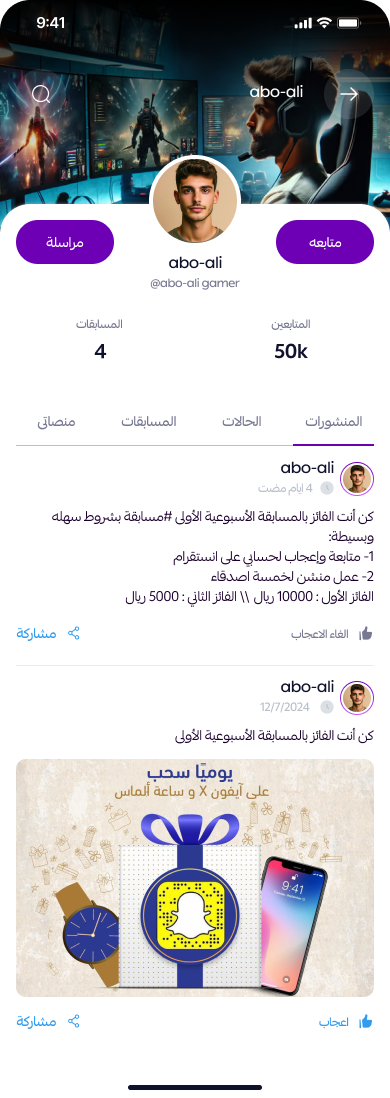 9:41
abo-ali
متابعه
مراسلة
abo-ali
@abo-ali gamer
المتابعين
المسابقات
50k
4
المنشورات
الحالات
المسابقات
منصاتى
abo-ali
4 ايام مضت
كن أنت الفائز بالمسابقة الأسبوعية الأولى #مسابقة بشروط سهله
وبسيطة:
1- متابعة وإعجاب لحسابي على انستقرام
2- عمل منشن لخمسة اصدقاء
الفائز الأول : 10000 ريال \\ الفائز الثاني : 5000 ريال
الغاء الاعجاب
مشاركة
abo-ali
12/7/2024
كن أنت الفائز بالمسابقة الأسبوعية الأولى
يوميًا سحب
على آيفون X و ساعة ألماس
9:41
اعجاب
مشاركة